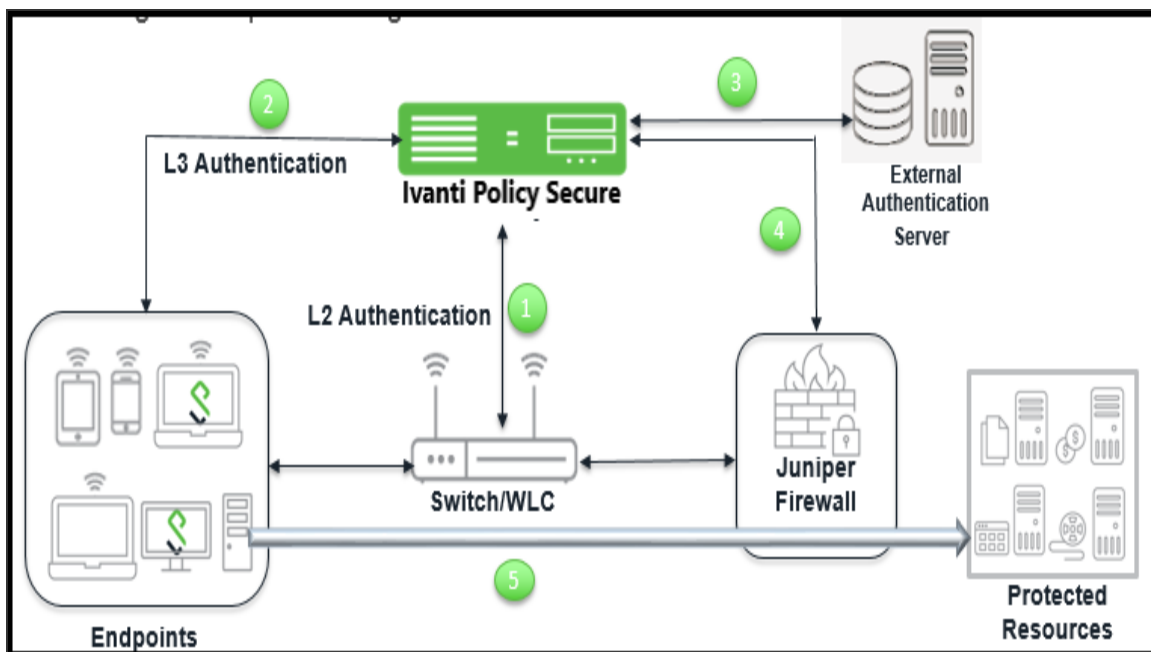 2
3
L3 Authentication
Ivanti Policy Secure
External
Authentication
Server
4
L2 Authentication
1
Switch/WLC
Juniper
Firewall
5
Endpoints
Protected
Resources